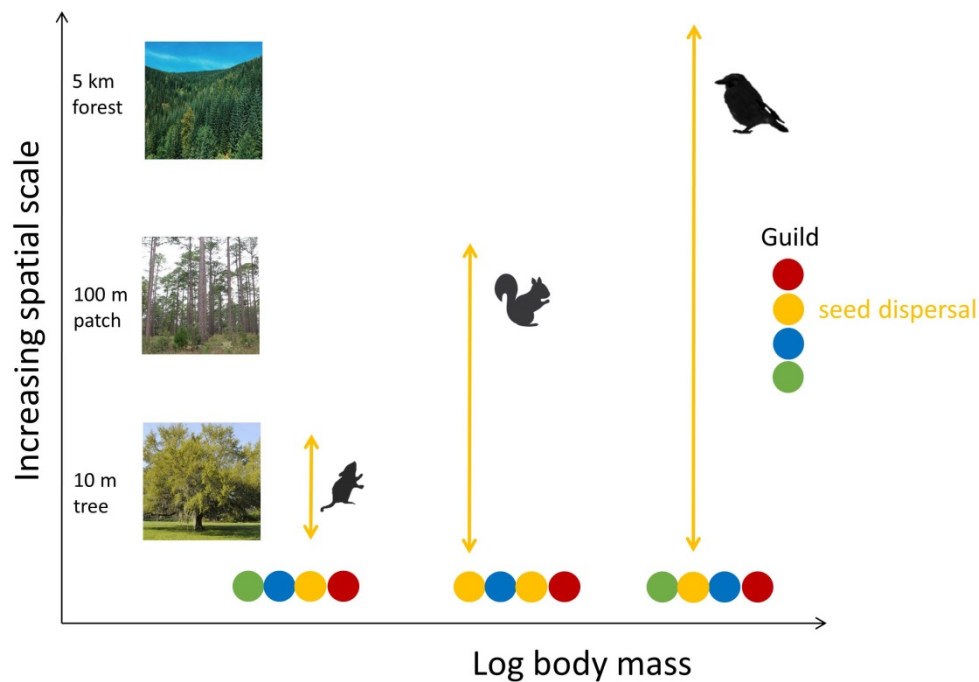 Increasing spatial scale
5 km
forest
100 m
patch
10 m
tree
Guild
seed dispersal
Log body mass